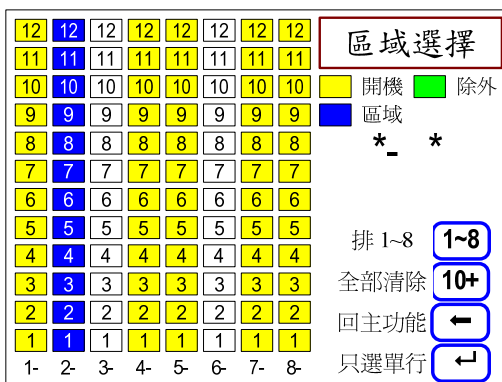 區域選擇
開機 除外
區域
*- *
12 12 12 12 12 12 12 12
11 11 11 11 11 11 11 11
10 10 10 10 10 10 10 10
9 9 9 9 9 9 9 9
8 8 8 8 8 8 8 8
7 7 7 7 7 7 7 7
6 6 6 6 6 6 6 6
5 5 5 5 5 5 5 5
4 4 4 4 4 4 4 4
3 3 3 3 3 3 3 3
2 2 2 2 2 2 2 2
1 1 1 1 1 1 1 1
1- 2- 3- 4- 5- 6- 7- 8-
排 1~8 1~8
全部清除 10+
回主功能 ←
只選單行 ↵